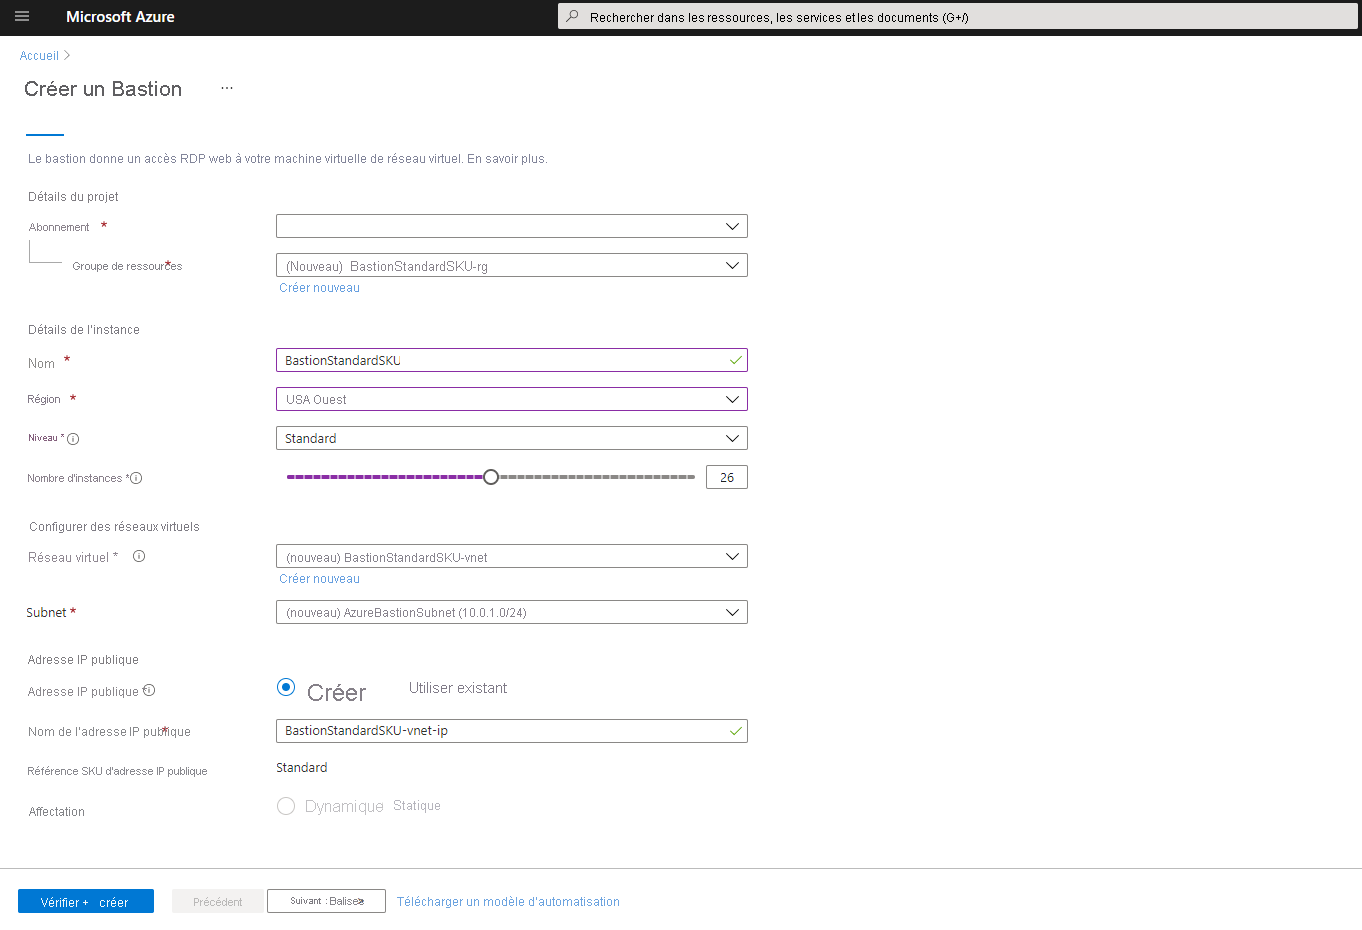 Microsoft Azure
Rechercher dans les ressources, les services et les documents (G+/)
Accueil >
Créer un Bastion ...
Le bastion donne un accès RDP web à votre machine virtuelle de réseau virtuel. En savoir plus.
Détails du projet
Abonnement *
Groupe de ressources * (Nouveau) BastionStandardSKU-rg
Créer nouveau
Détails de l'instance
Nom * BastionStandardSKU
Région * USA Ouest
Niveau * Standard
Nombre d'instances * 26
Configurer des réseaux virtuels
Réseau virtuel * (nouveau) BastionStandardSKU-vnet
Créer nouveau
Subnet * (nouveau) AzureBastionSubnet (10.0.1.0/24)
Adresse IP publique
Adresse IP publique * Créer Utiliser existant
Nom de l'adresse IP publique * BastionStandardSKU-vnet-ip
Référence SKU d'adresse IP publique Standard
Affectation Dynamique Statique
Vérifier + créer Précédent Suivant : Balises > Télécharger un modèle d'automatisation